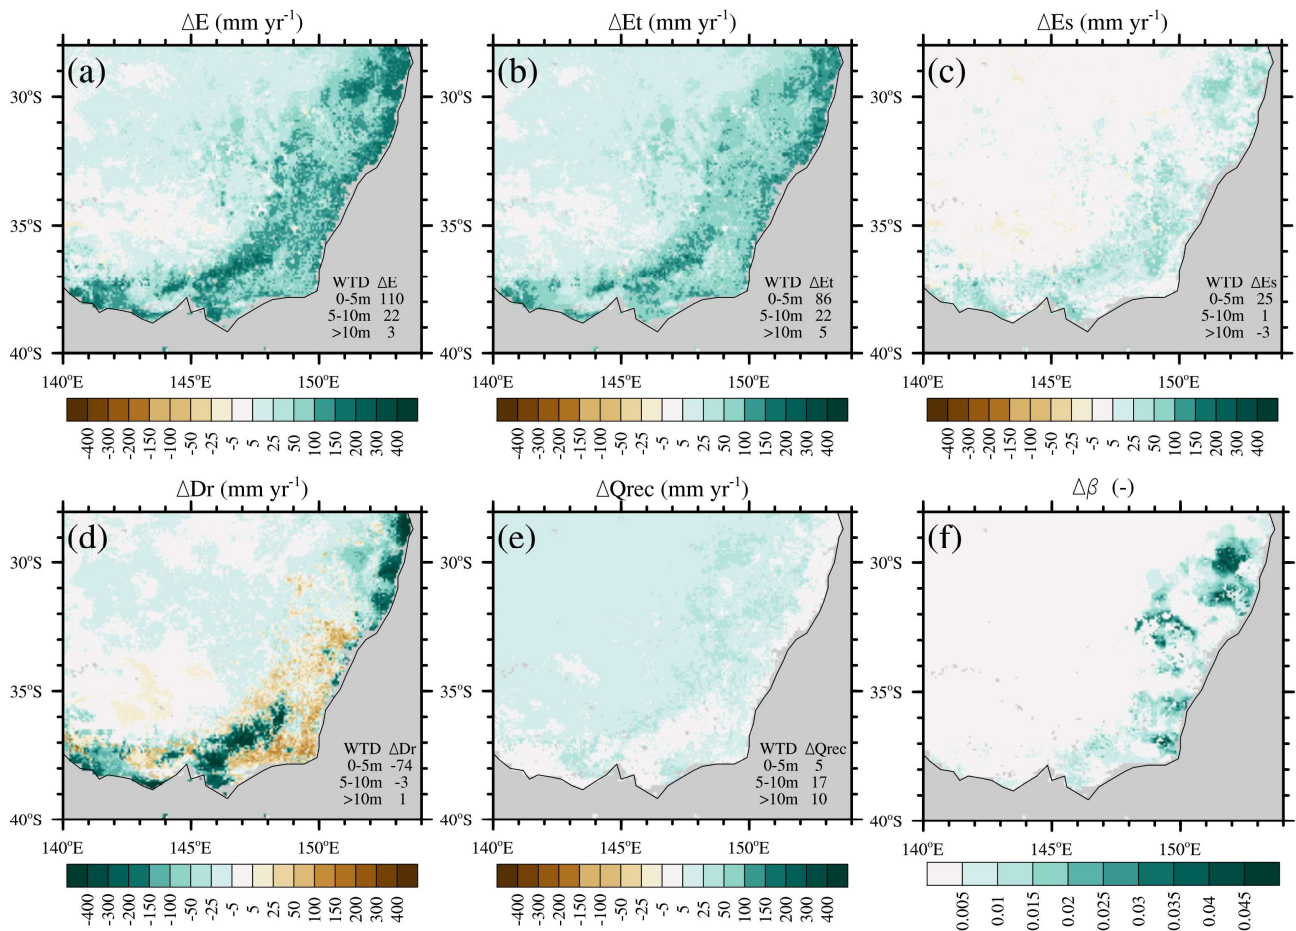 ΔE (mm yr⁻¹)
ΔEt (mm yr⁻¹)
ΔEs (mm yr⁻¹)
(a)
(b)
(c)
30°S
30°S
35°S
35°S
40°S
40°S
WTD ΔE
0-5m 110
5-10m 22
>10m 3
WTD ΔEt
0-5m 86
5-10m 22
>10m 5
WTD ΔEs
0-5m 25
5-10m 1
>10m -3
140°E 145°E 150°E
140°E 145°E 150°E
140°E 145°E 150°E
-400 -300 -200 -150 -100 -50 -25 -5 5 25 50 100 150 200 300 400
-400 -300 -200 -150 -100 -50 -25 -5 5 25 50 100 150 200 300 400
-400 -300 -200 -150 -100 -50 -25 -5 5 25 50 100 150 200 300 400
ΔDr (mm yr⁻¹)
ΔQrec (mm yr⁻¹)
Δβ (-)
(d)
(e)
(f)
30°S
30°S
35°S
35°S
40°S
40°S
WTD ΔDr
0-5m -74
5-10m -3
>10m 1
WTD ΔQrec
0-5m 5
5-10m 17
>10m 10
140°E 145°E 150°E
140°E 145°E 150°E
140°E 145°E 150°E
-400 -300 -200 -150 -100 -50 -25 -5 5 25 50 100 150 200 300 400
-400 -300 -200 -150 -100 -50 -25 -5 5 25 50 100 150 200 300 400
0.005 0.01 0.015 0.02 0.025 0.03 0.035 0.04 0.045